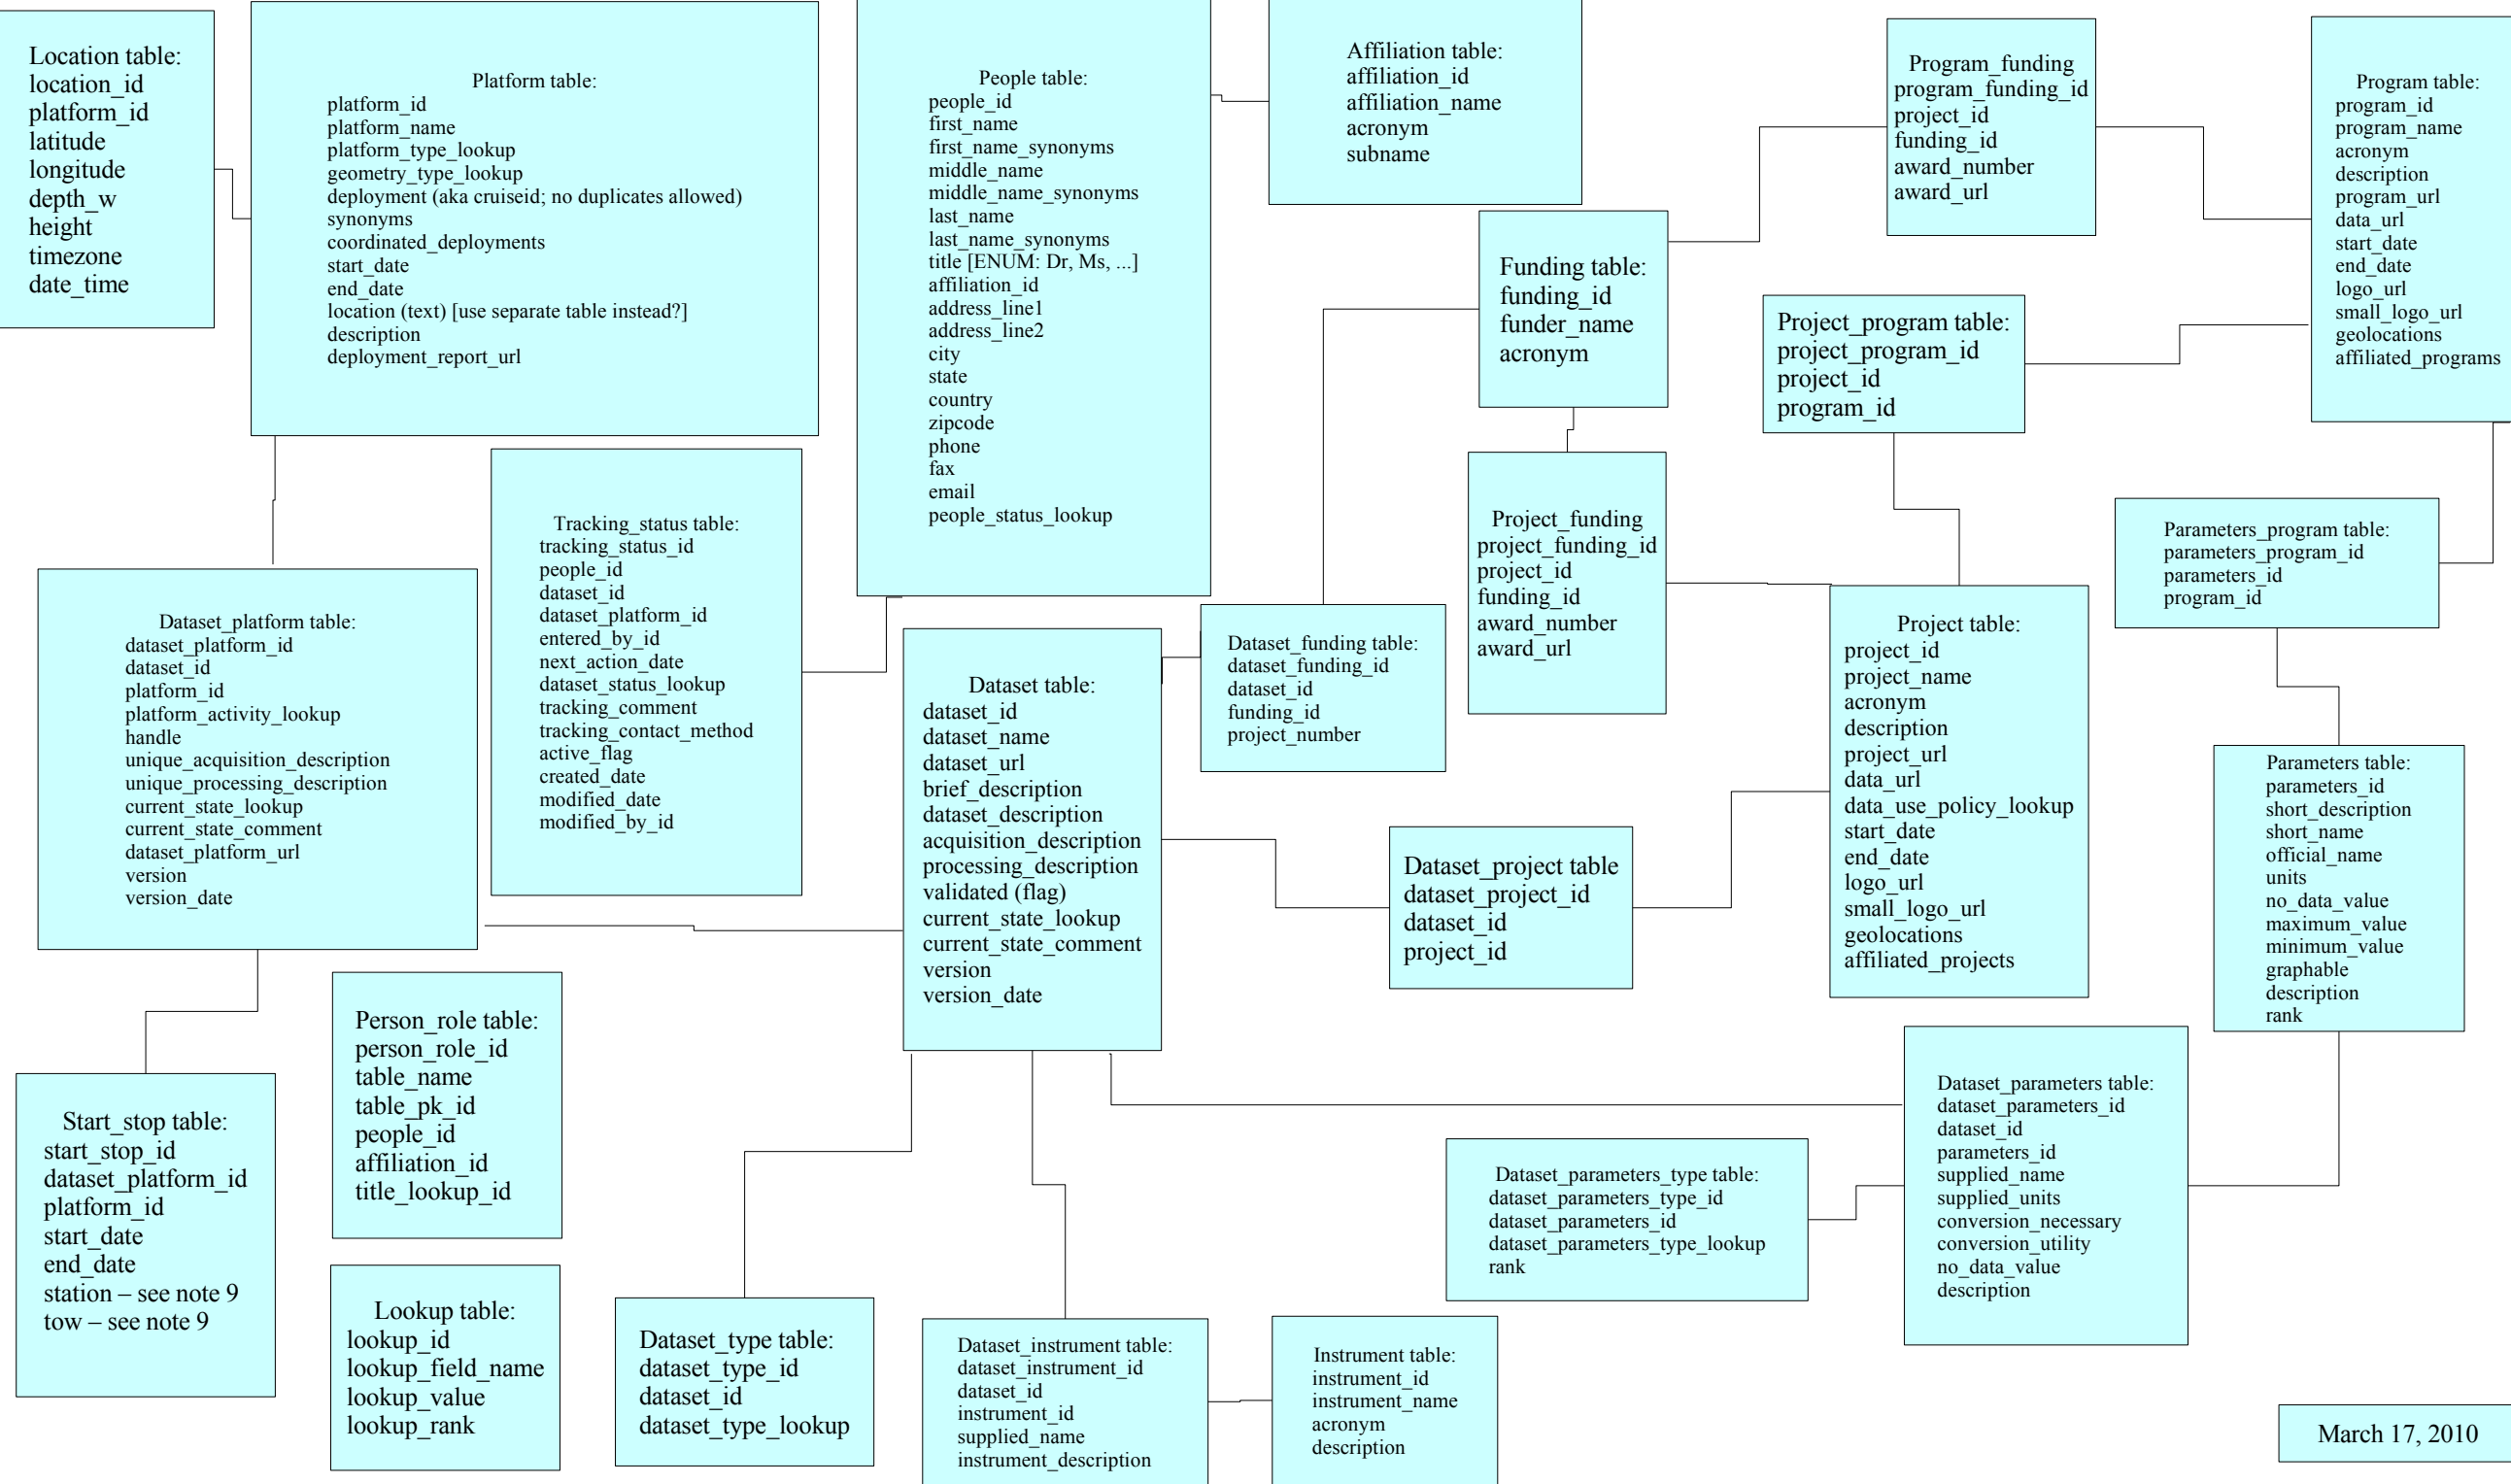 Location table:
location_id
platform_id
latitude
longitude
depth_w
height
timezone
date_time
Platform table:
platform_id
platform_name
platform_type_lookup
geometry_type_lookup
deployment (aka cruiseid; no duplicates allowed)
synonyms
coordinated_deployments
start_date
end_date
location (text) [use separate table instead?]
description
deployment_report_url
People table:
people_id
first_name
first_name_synonyms
middle_name
middle_name_synonyms
last_name
last_name_synonyms
title [ENUM: Dr, Ms, ...]
affiliation_id
address_line1
address_line2
city
state
country
zipcode
phone
fax
email
people_status_lookup
Affiliation table:
affiliation_id
affiliation_name
acronym
subname
Program_funding
program_funding_id
project_id
funding_id
award_number
award_url
Program table:
program_id
program_name
acronym
description
program_url
data_url
start_date
end_date
logo_url
small_logo_url
geolocations
affiliated_programs
Funding table:
funding_id
funder_name
acronym
Project_program table:
project_program_id
project_id
program_id
Tracking_status table:
tracking_status_id
people_id
dataset_id
dataset_platform_id
entered_by_id
next_action_date
dataset_status_lookup
tracking_comment
tracking_contact_method
active_flag
created_date
modified_date
modified_by_id
Project_funding
project_funding_id
project_id
funding_id
award_number
award_url
Parameters_program table:
parameters_program_id
parameters_id
program_id
Dataset_platform table:
dataset_platform_id
dataset_id
platform_id
platform_activity_lookup
handle
unique_acquisition_description
unique_processing_description
current_state_lookup
current_state_comment
dataset_platform_url
version
version_date
Dataset table:
dataset_id
dataset_name
dataset_url
brief_description
dataset_description
acquisition_description
processing_description
validated (flag)
current_state_lookup
current_state_comment
version
version_date
Dataset_funding table:
dataset_funding_id
dataset_id
funding_id
project_number
Project table:
project_id
project_name
acronym
description
project_url
data_url
data_use_policy_lookup
start_date
end_date
logo_url
small_logo_url
geolocations
affiliated_projects
Parameters table:
parameters_id
short_description
short_name
official_name
units
no_data_value
maximum_value
minimum_value
graphable
description
rank
Dataset_project table
dataset_project_id
dataset_id
project_id
Person_role table:
person_role_id
table_name
table_pk_id
people_id
affiliation_id
title_lookup_id
Start_stop table:
start_stop_id
dataset_platform_id
platform_id
start_date
end_date
station – see note 9
tow – see note 9
Dataset_parameters table:
dataset_parameters_id
dataset_id
parameters_id
supplied_name
supplied_units
conversion_necessary
conversion_utility
no_data_value
description
Dataset_parameters_type table:
dataset_parameters_type_id
dataset_parameters_id
dataset_parameters_type_lookup
rank
Lookup table:
lookup_id
lookup_field_name
lookup_value
lookup_rank
Dataset_type table:
dataset_type_id
dataset_id
dataset_type_lookup
Dataset_instrument table:
dataset_instrument_id
dataset_id
instrument_id
supplied_name
instrument_description
Instrument table:
instrument_id
instrument_name
acronym
description
March 17, 2010